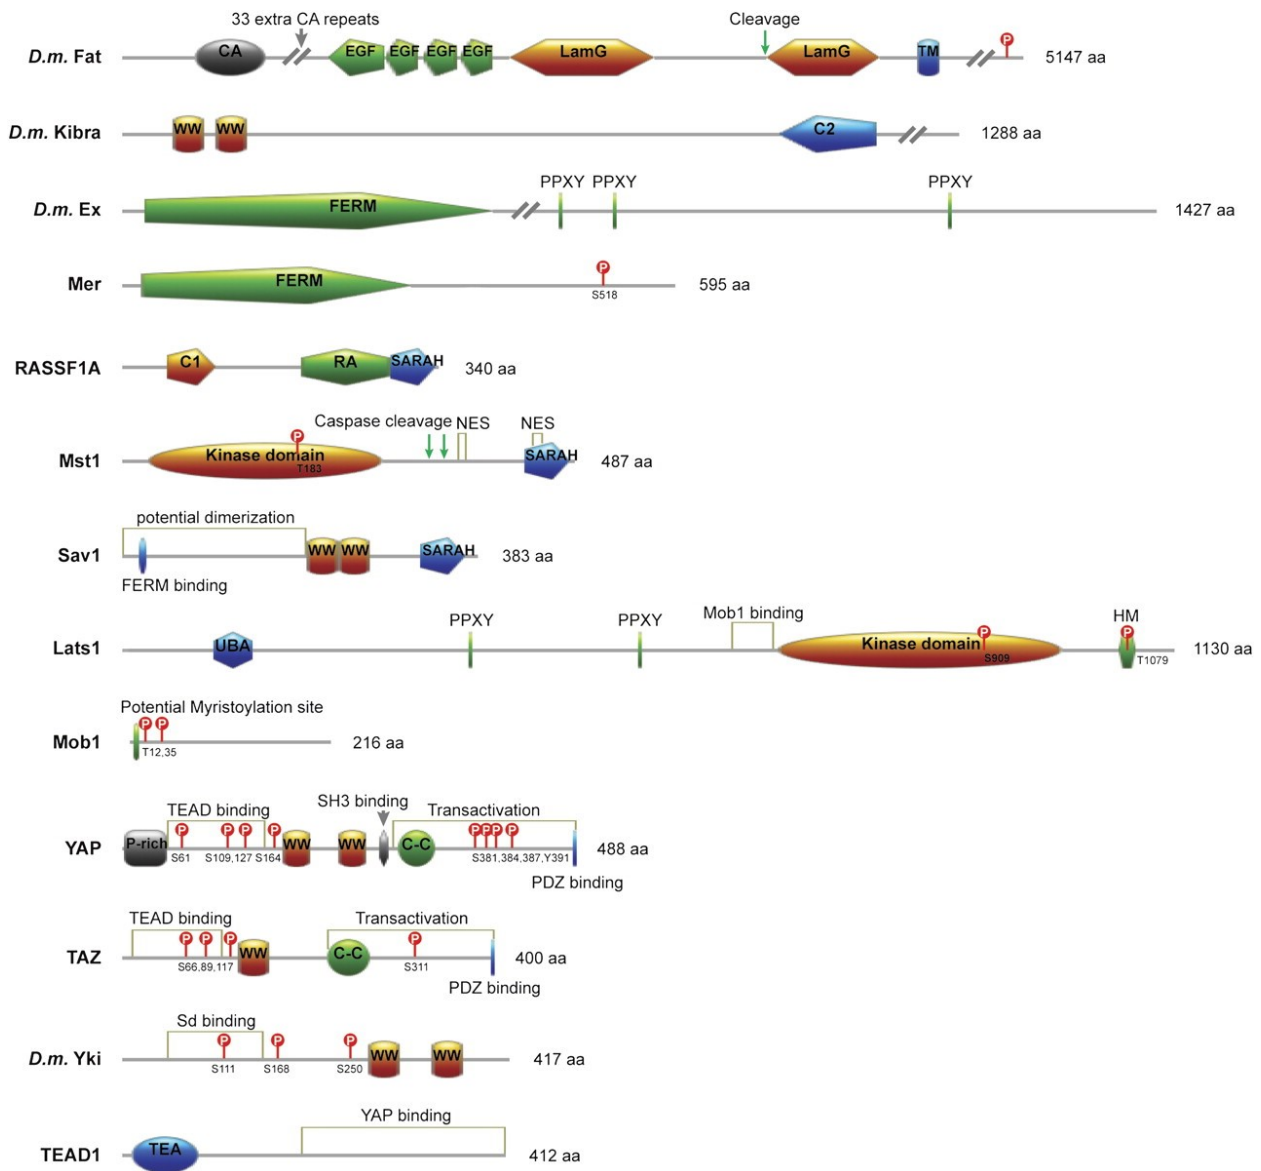 33 extra CA repeats
Cleavage
D.m. Fat
CA
EGF
EGF
EGF
EGF
LamG
LamG
TM
P
5147 aa
D.m. Kibra
WW
WW
C2
1288 aa
PPXY
PPXY
PPXY
D.m. Ex
FERM
1427 aa
Mer
FERM
P
S518
595 aa
RASSF1A
C1
RA
SARAH
340 aa
Caspase cleavage
NES
NES
Mst1
Kinase domain
P
T183
SARAH
487 aa
potential dimerization
Sav1
WW
WW
SARAH
383 aa
FERM binding
PPXY
PPXY
Mob1 binding
HM
Lats1
UBA
Kinase domain
P
S909
P
T1079
1130 aa
Potential Myristoylation site
Mob1
P
P
T12,35
216 aa
SH3 binding
TEAD binding
Transactivation
YAP
P-rich
P
P
P
P
WW
WW
C-C
P
P
P
P
488 aa
S61
S109,127
S164
S381,384,387,Y391
PDZ binding
TEAD binding
Transactivation
TAZ
P
P
P
WW
C-C
P
400 aa
S66,89,117
S311
PDZ binding
Sd binding
D.m. Yki
P
P
P
WW
WW
417 aa
S111
S168
S250
YAP binding
TEAD1
TEA
412 aa